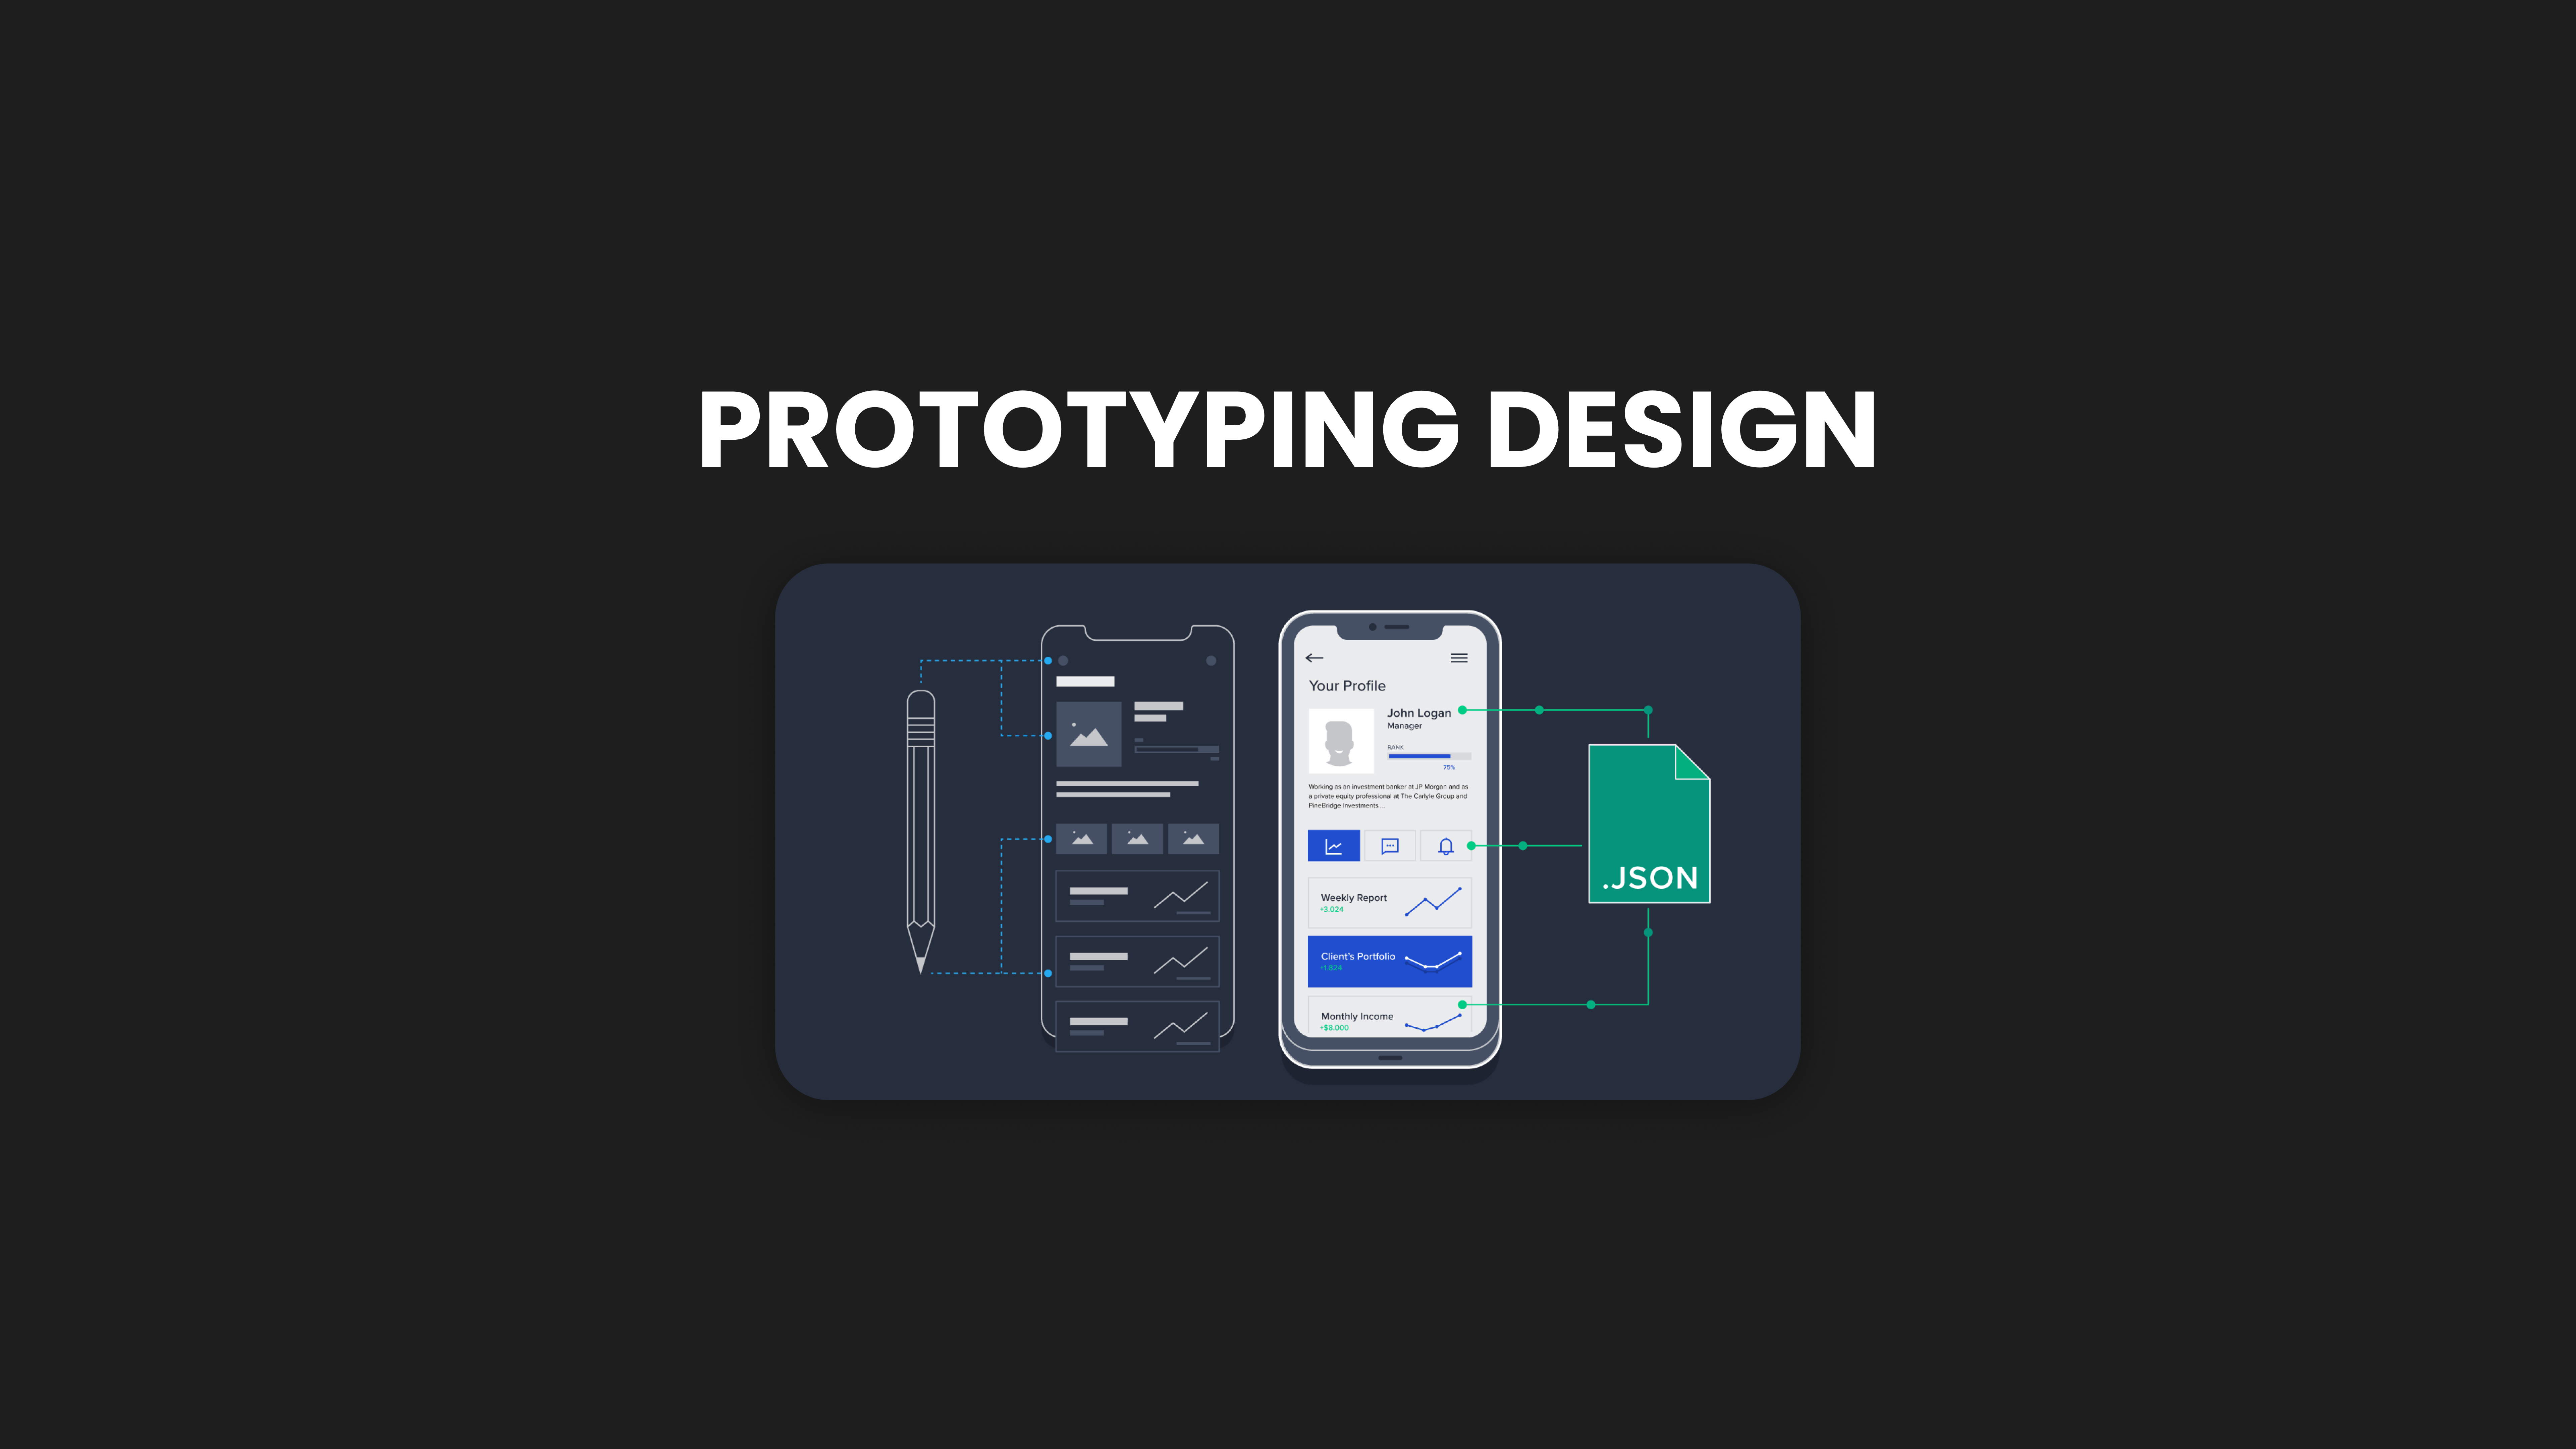 PROTOTYPING DESIGN
Your Profile
John Logan
Manager
RANK
75%
Working as an investment banker at JP Morgan and as
a private equity professional at The Carlyle Group and
PineBridge Investments ...
Weekly Report
+3.024
Client's Portfolio
+1.824
Monthly Income
+$8.000
.JSON